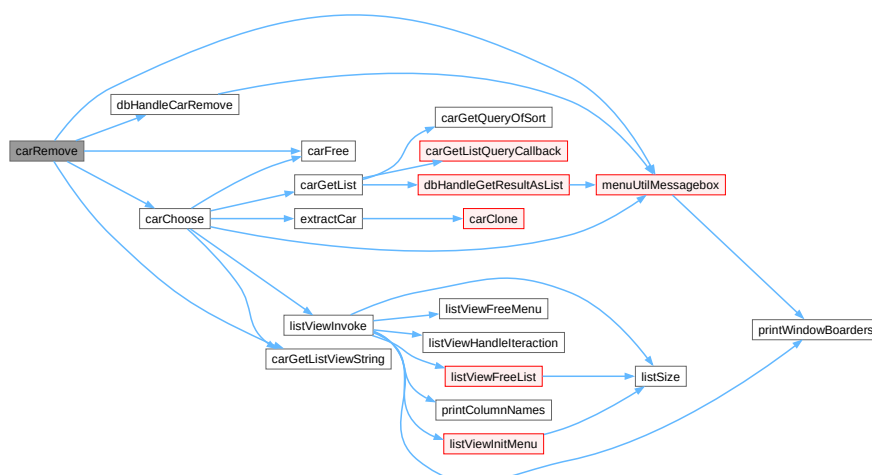 carRemove
dbHandleCarRemove
carChoose
carFree
carGetList
extractCar
listViewInvoke
carGetListViewString
carGetQueryOfSort
carGetListQueryCallback
dbHandleGetResultAsList
carClone
listViewFreeMenu
listViewHandleIteraction
listViewFreeList
printColumnNames
listViewInitMenu
menuUtilMessagebox
listSize
printWindowBoarders